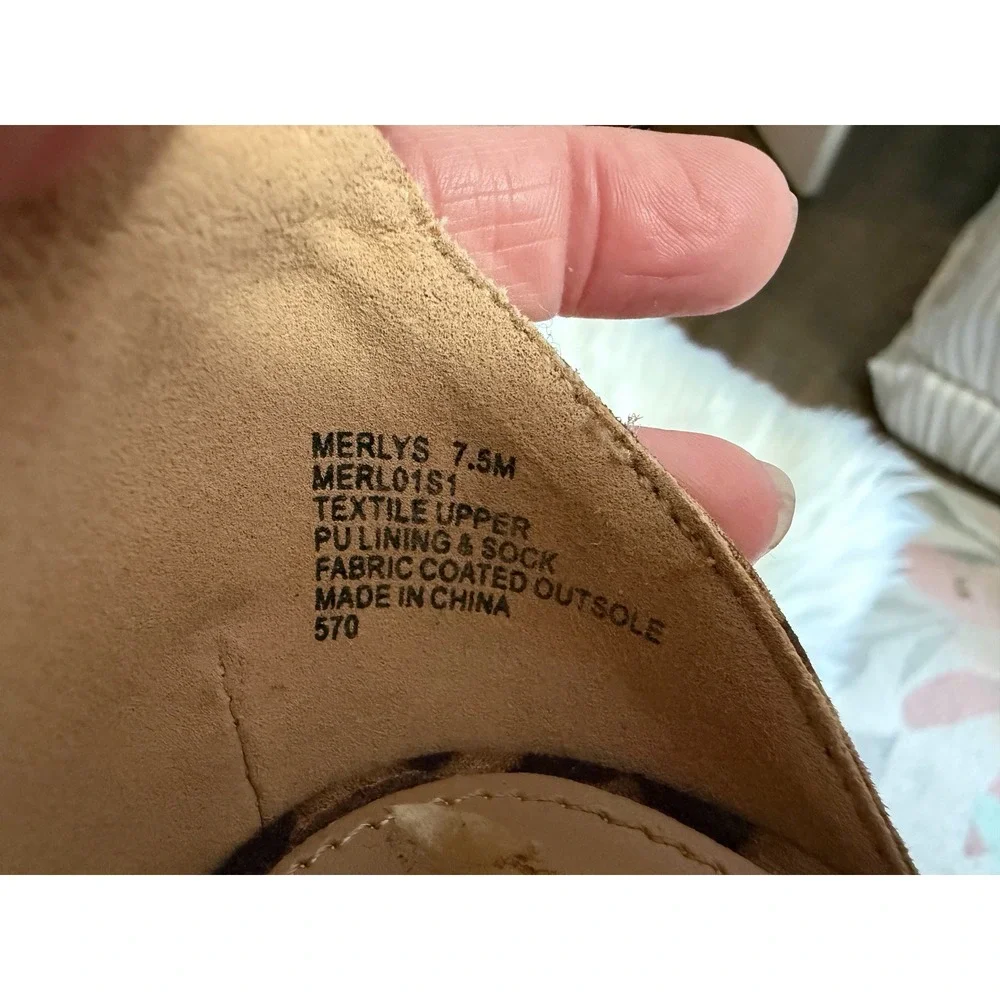 MERLYS 7.5M
MERL01S1
TEXTILE UPPER
PU LINING & SOCK
FABRIC COATED OUTSOLE
MADE IN CHINA
570